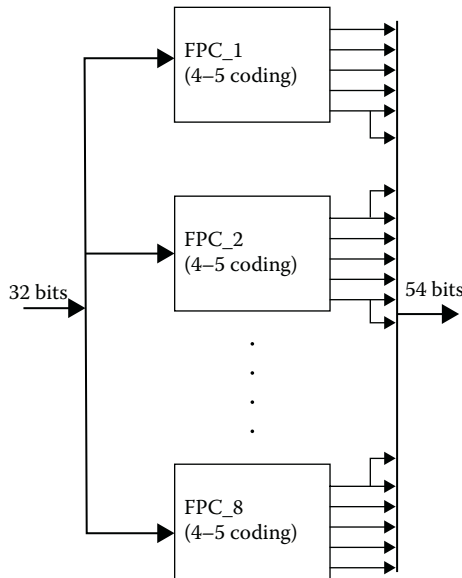 FPC_1
(4–5 coding)
FPC_2
(4–5 coding)
32 bits
54 bits
FPC_8
(4–5 coding)